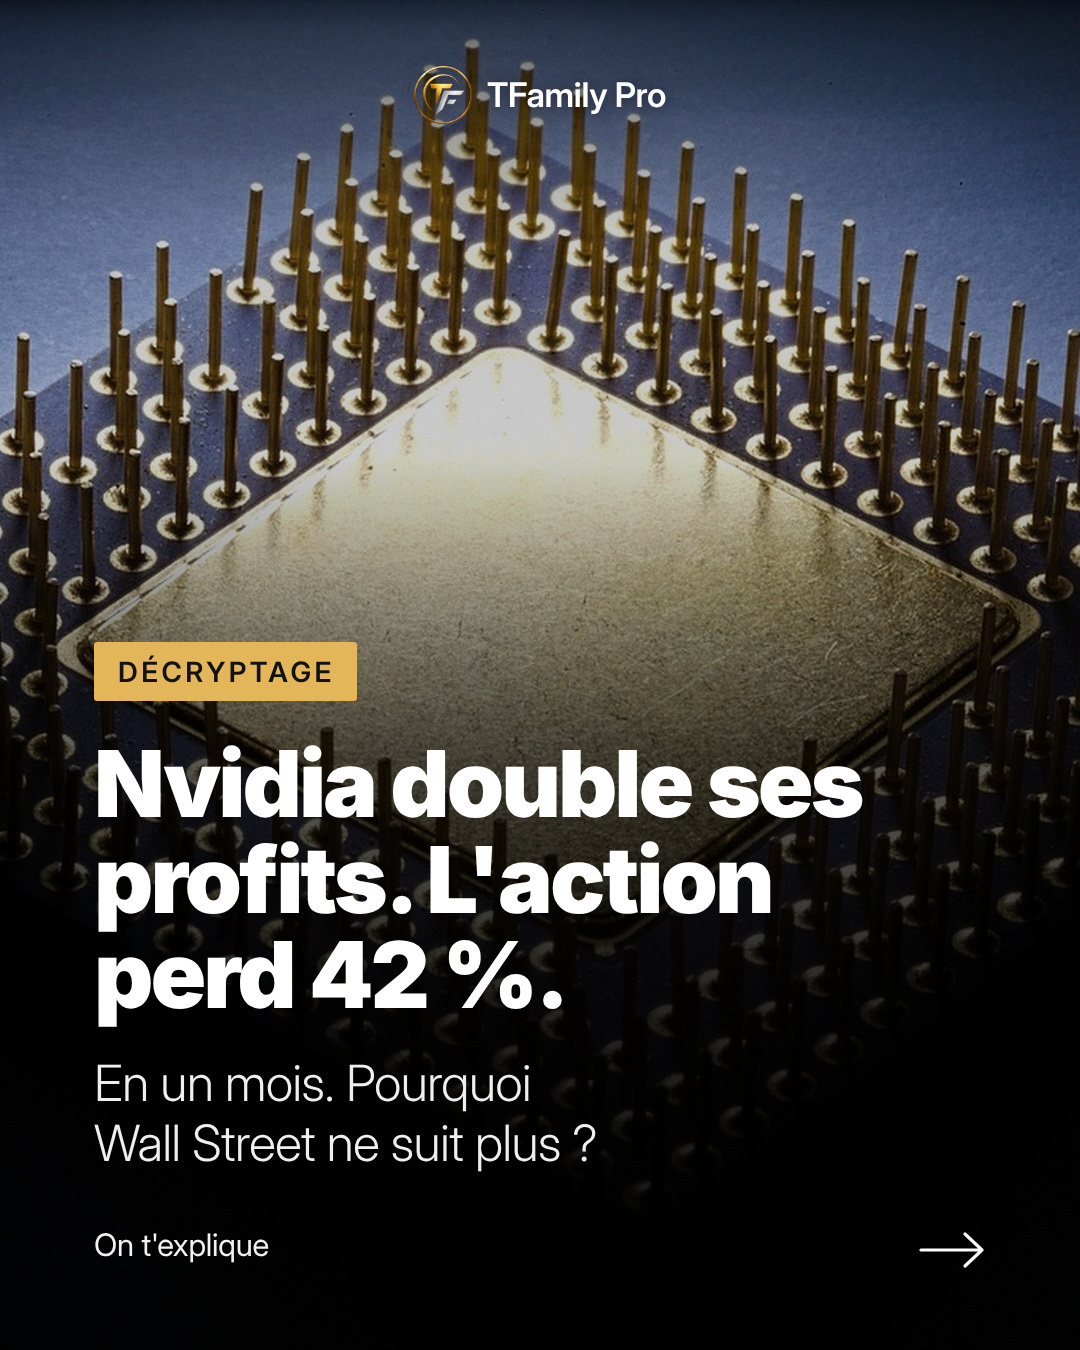 TFamily Pro
DÉCRYPTAGE
Nvidia double ses
profits. L'action
perd 42 %.
En un mois. Pourquoi
Wall Street ne suit plus ?
On t'explique